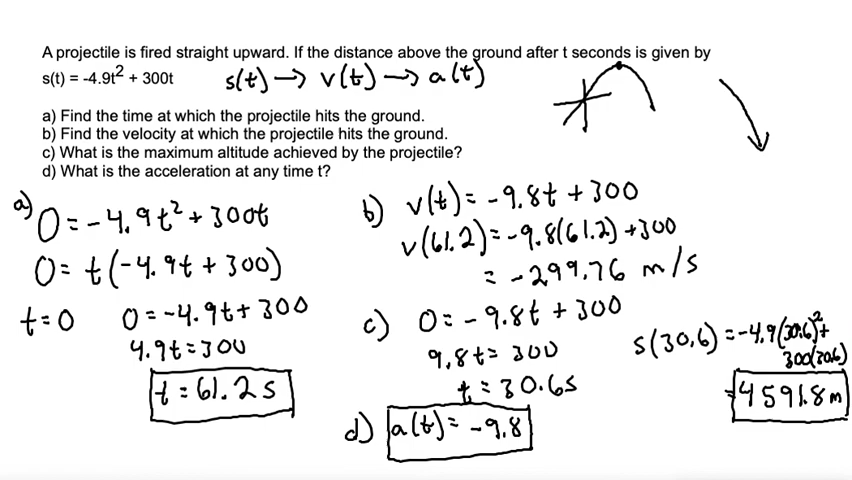 A projectile is fired straight upward. If the distance above the ground after t seconds is given by
s(t) = -4.9t² + 300t
s(t) → v(t) → a(t)
a) Find the time at which the projectile hits the ground.
b) Find the velocity at which the projectile hits the ground.
c) What is the maximum altitude achieved by the projectile?
d) What is the acceleration at any time t?
a)
0 = -4.9t² + 300t
0 = t(-4.9t + 300)
t = 0
0 = -4.9t + 300
4.9t = 300
t = 61.2 s
b) v(t) = -9.8t + 300
v(61.2) = -9.8(61.2) + 300
= -299.76 m/s
c) 0 = -9.8t + 300
9.8t = 300
t = 30.6s
s(30.6) = -4.9(30.6)² +
300(30.6)
= 4591.8 m
d) a(t) = -9.8